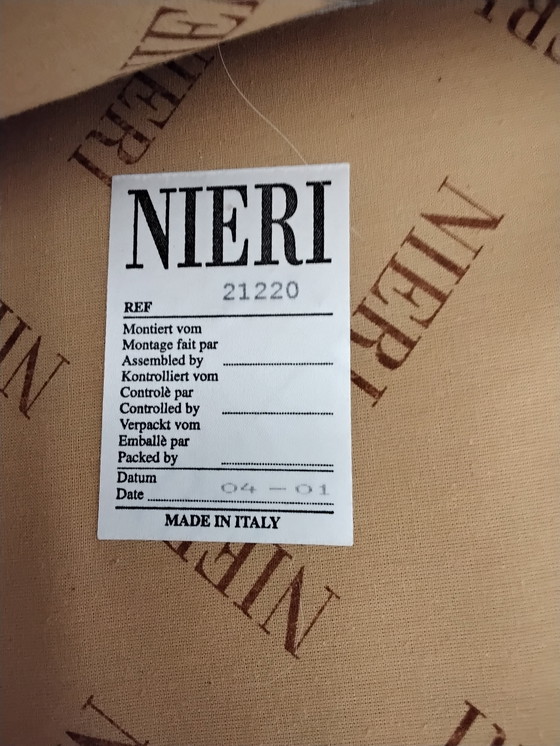 NIERI
NIERI
NIERI
21220
REF
Montiert vom
Montage fait par
Assembled by
Kontrolliert vom
Controlè par
Controlled by
Verpackt vom
Emballè par
Packed by
Datum
Date 04 - 01
MADE IN ITALY
NIERI
NIERI